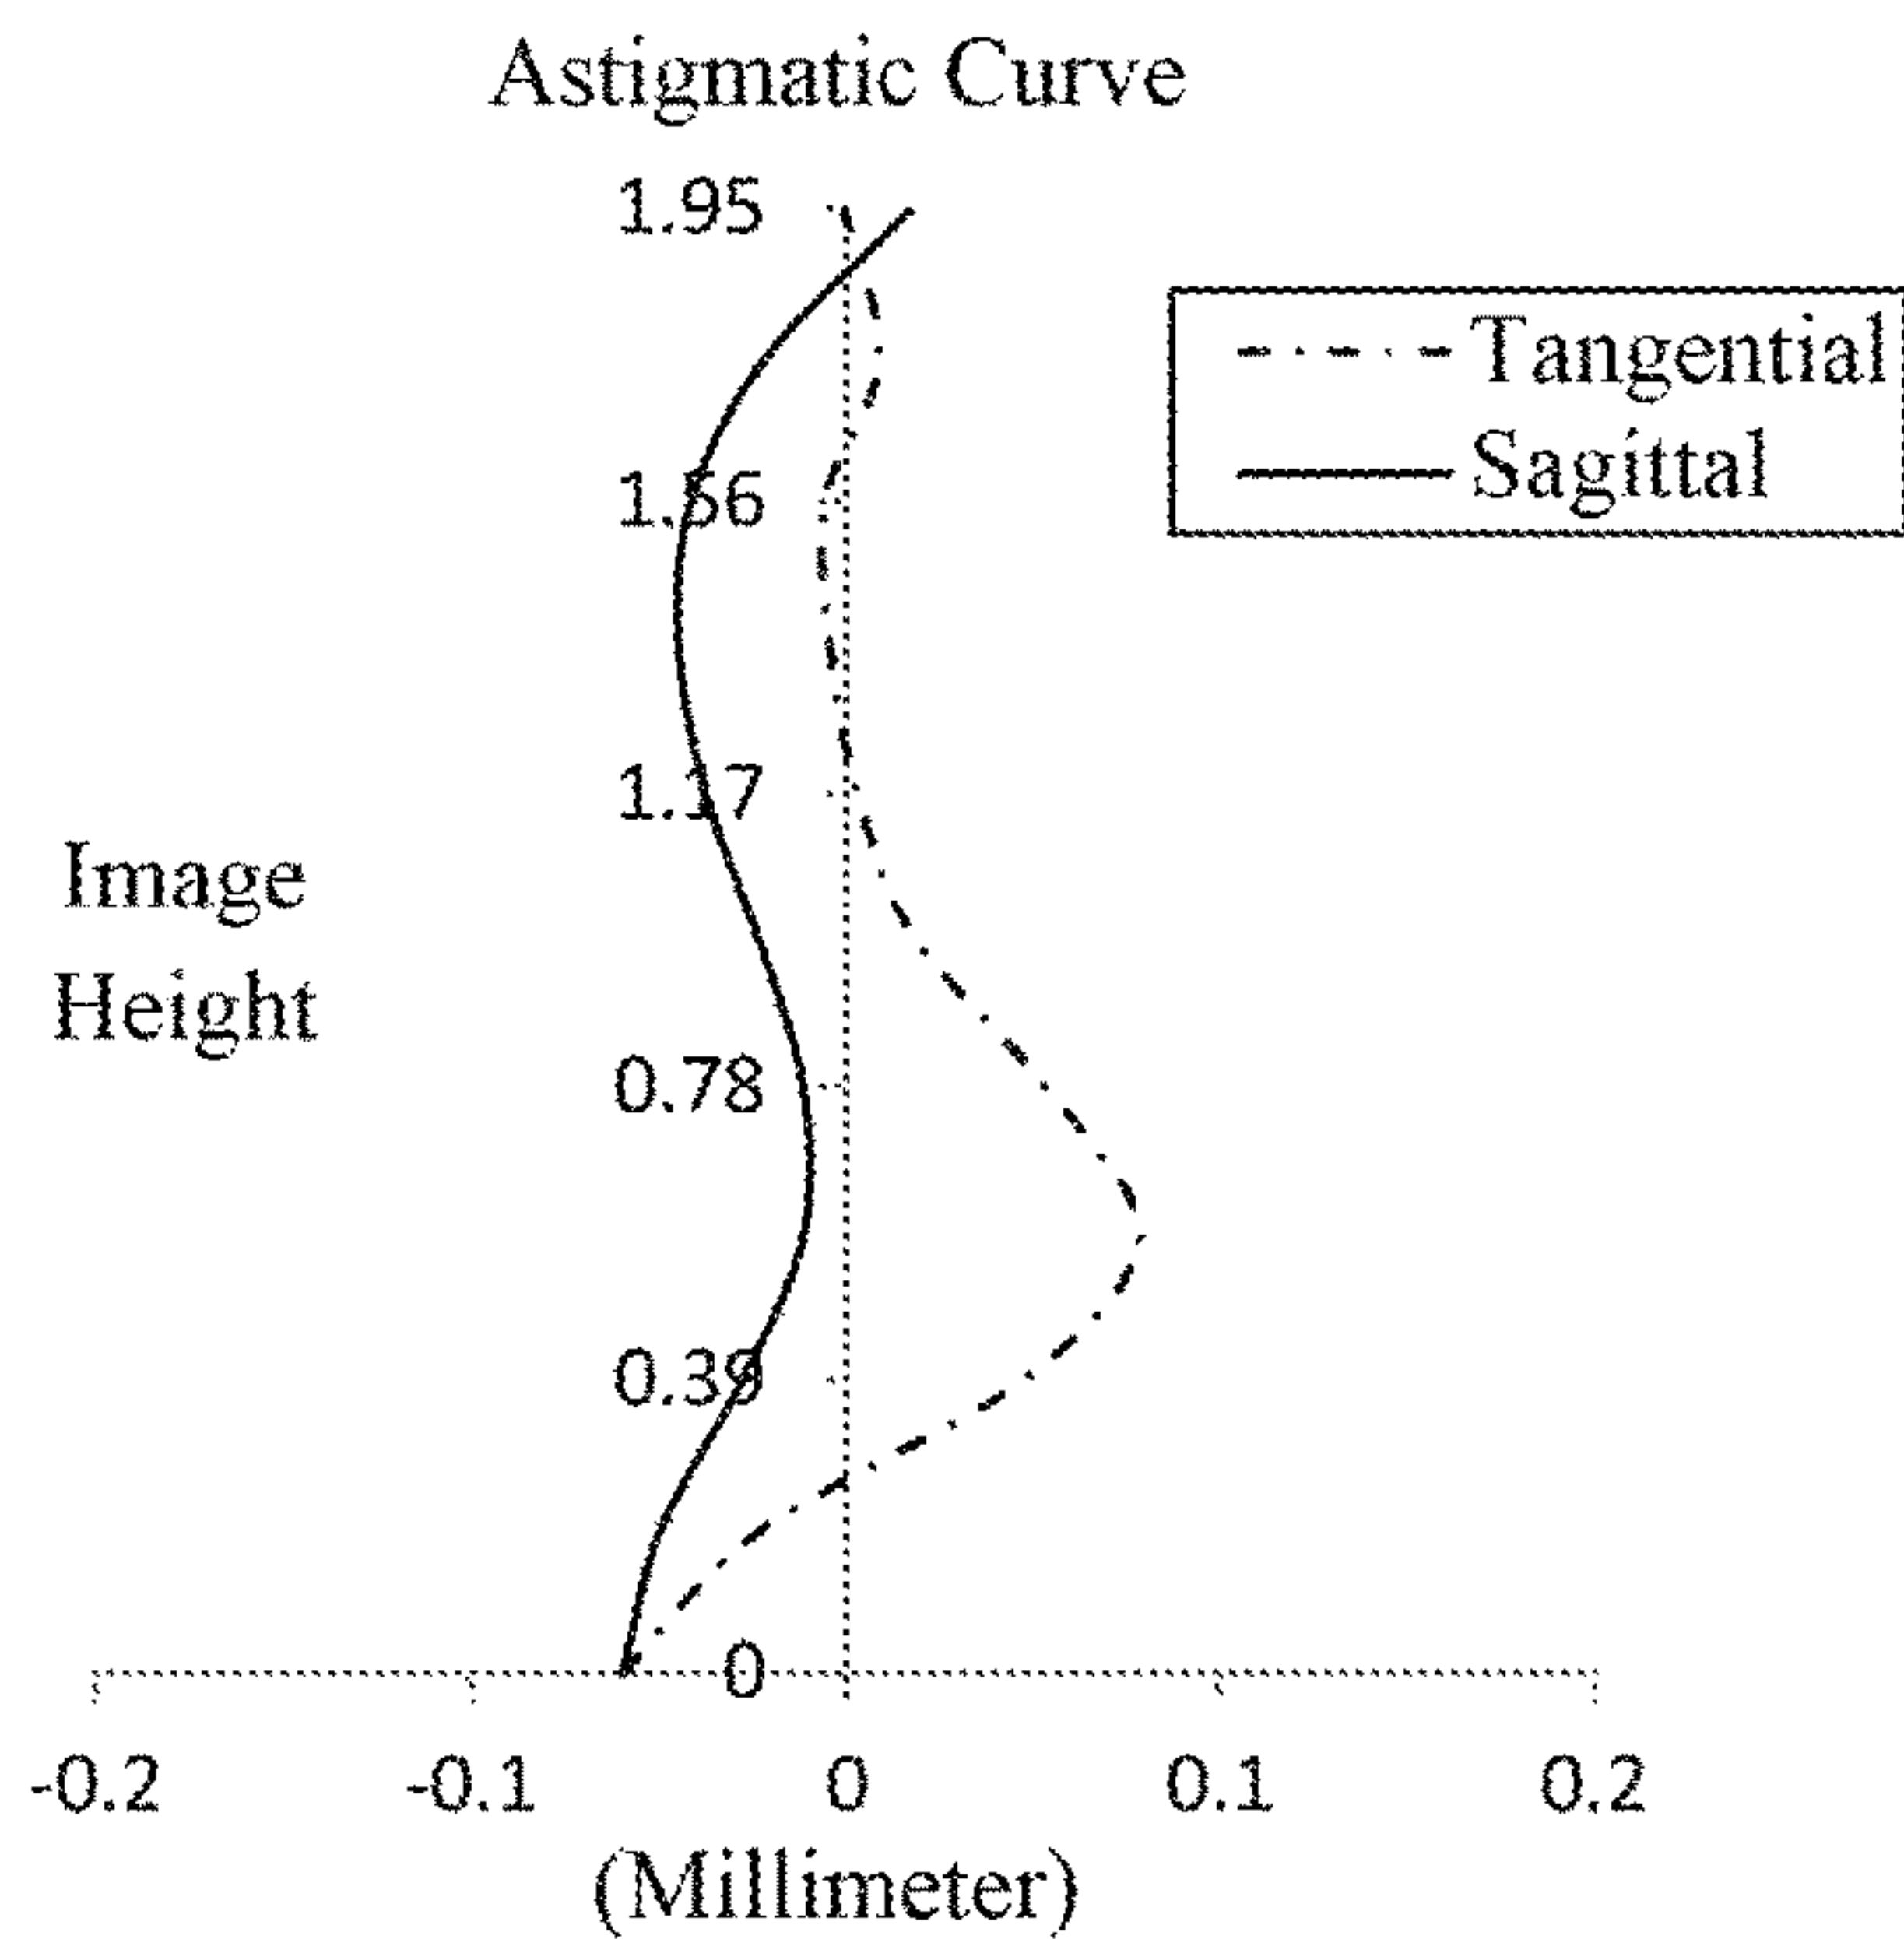 Astigmatic Curve
1.95
Tangential
Sagittal
1.56
1.17
Image
Height
0.78
0.39
0
-0.2 -0.1 0 0.1 0.2
(Millimeter)